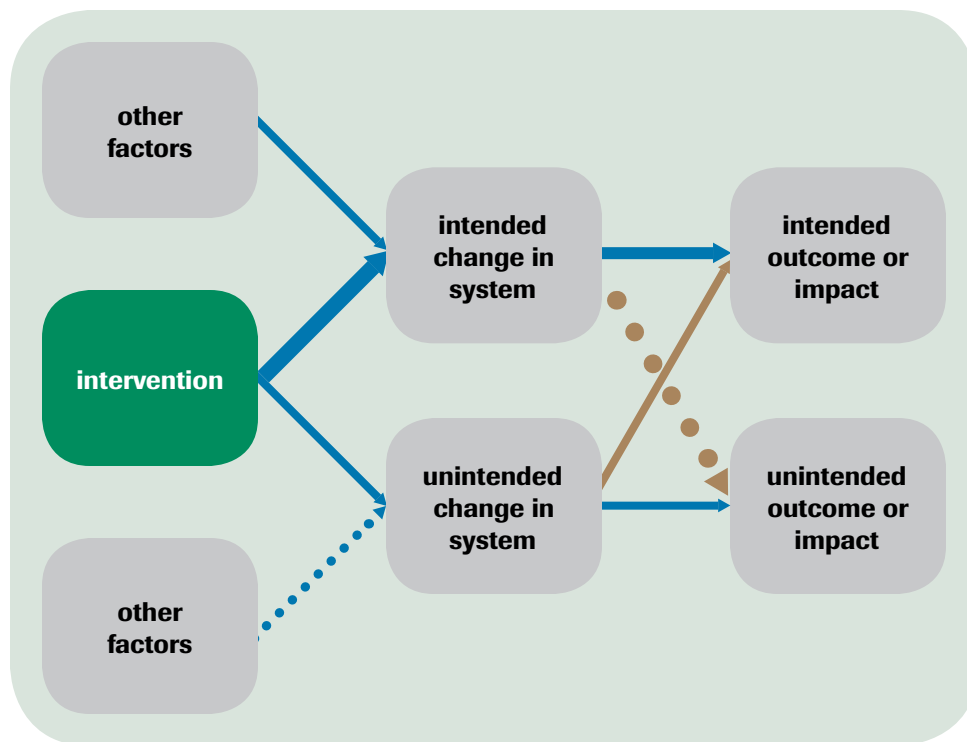 other
factors
intervention
other
factors
intended
change in
system
unintended
change in
system
intended
outcome or
impact
unintended
outcome or
impact